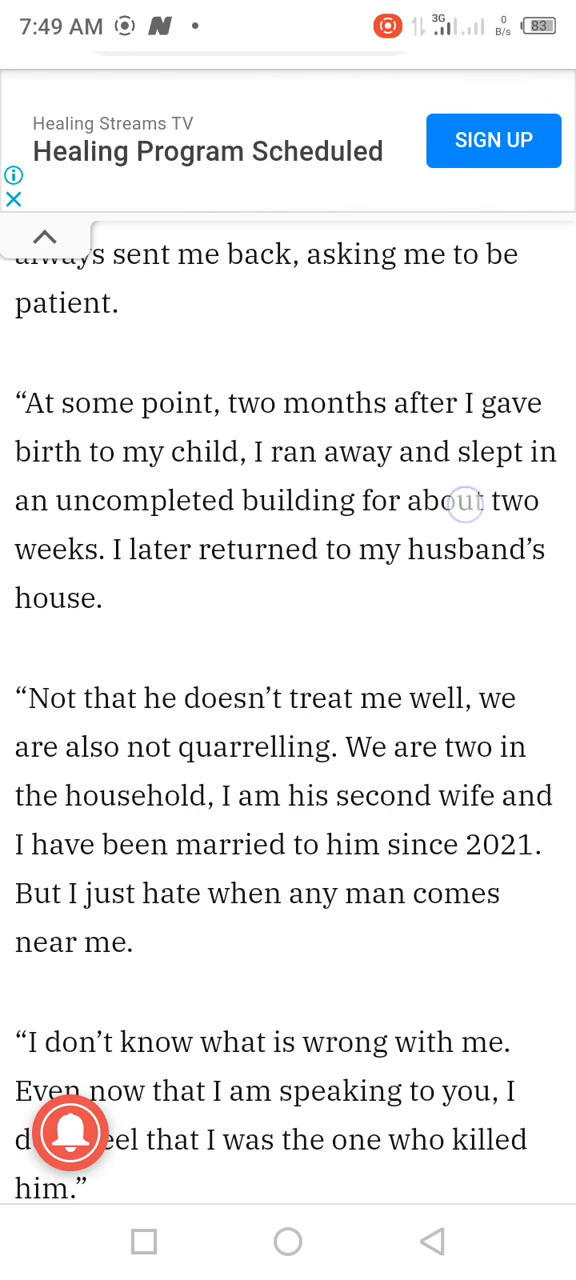 7:49 AM
3G
0
B/s
83
Healing Streams TV
Healing Program Scheduled
SIGN UP
always sent me back, asking me to be
patient.
“At some point, two months after I gave
birth to my child, I ran away and slept in
an uncompleted building for about two
weeks. I later returned to my husband’s
house.
“Not that he doesn’t treat me well, we
are also not quarrelling. We are two in
the household, I am his second wife and
I have been married to him since 2021.
But I just hate when any man comes
near me.
“I don’t know what is wrong with me.
Even now that I am speaking to you, I
that I was the one who killed
him.”